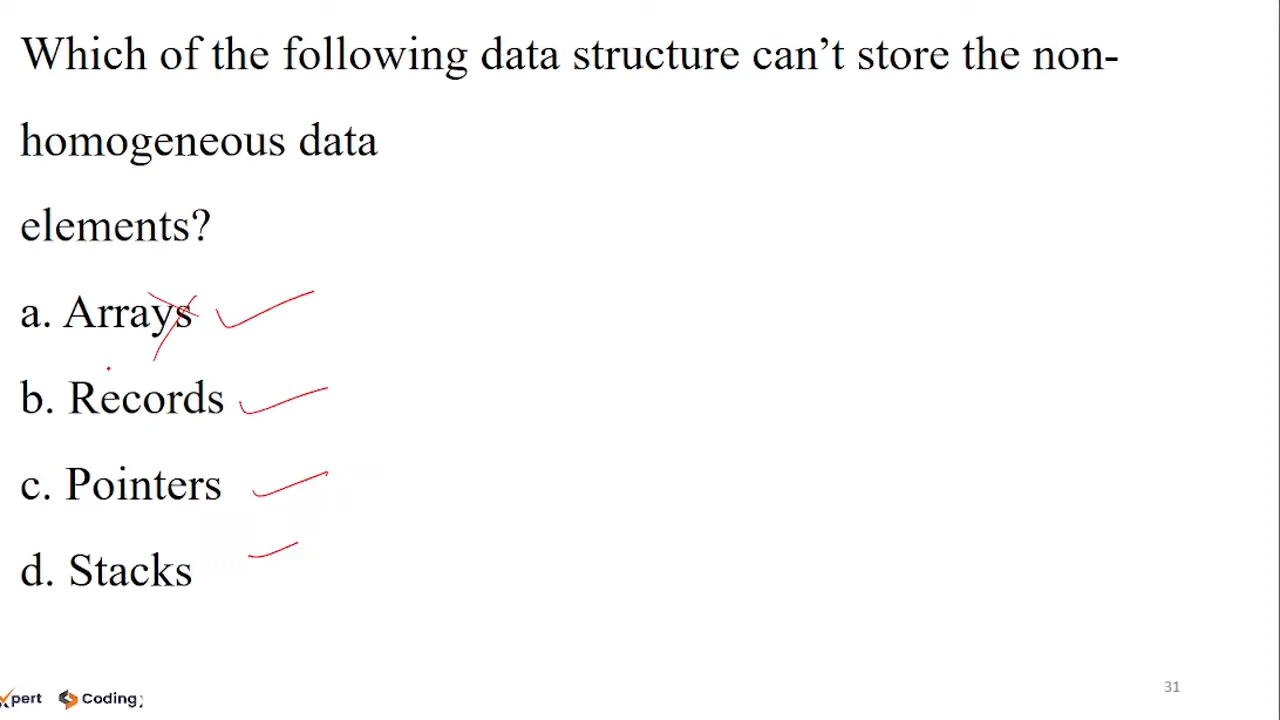 Which of the following data structure can’t store the non-
homogeneous data
elements?
a. Arrays
b. Records
c. Pointers
d. Stacks
31
Xpert Coding